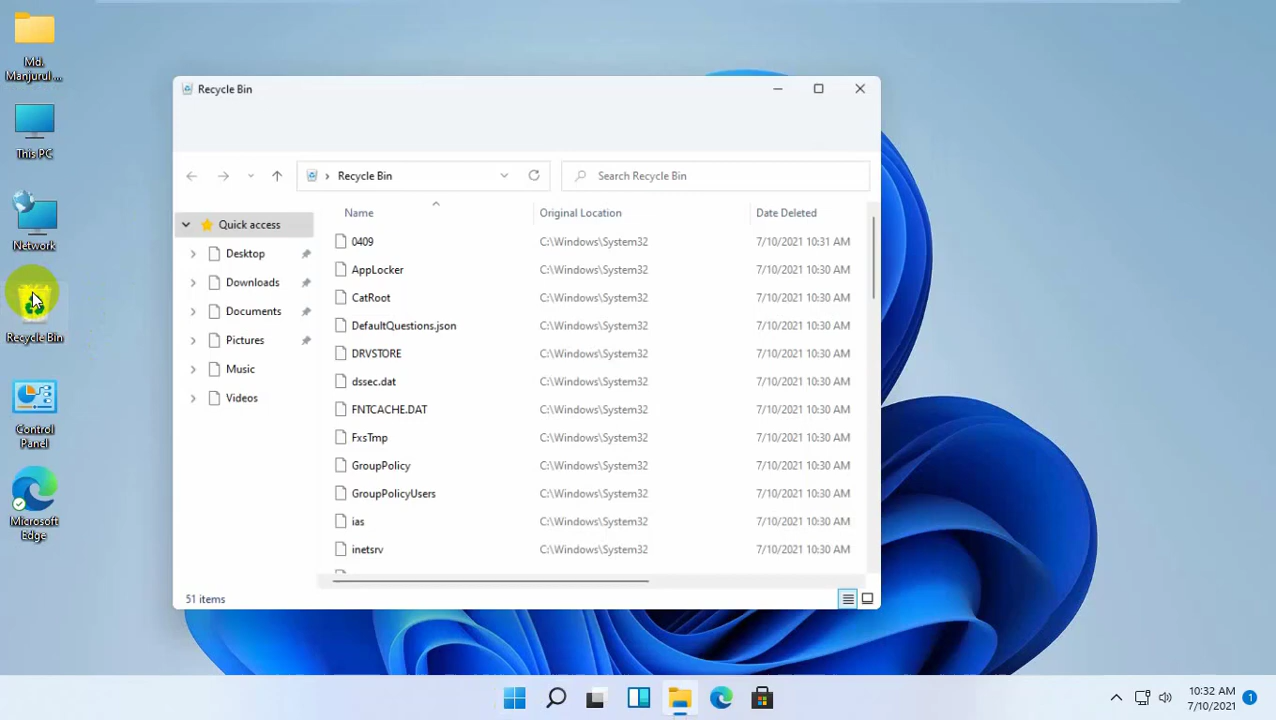 Md.
Manjurul ...
This PC
Network
Recycle Bin
Control
Panel
Microsoft
Edge
Recycle Bin
Recycle Bin
Search Recycle Bin
Quick access
Desktop
Downloads
Documents
Pictures
Music
Videos
Name Original Location Date Deleted
0409 C:\Windows\System32 7/10/2021 10:31 AM
AppLocker C:\Windows\System32 7/10/2021 10:30 AM
CatRoot C:\Windows\System32 7/10/2021 10:30 AM
DefaultQuestions.json C:\Windows\System32 7/10/2021 10:30 AM
DRVSTORE C:\Windows\System32 7/10/2021 10:30 AM
dssec.dat C:\Windows\System32 7/10/2021 10:30 AM
FNTCACHE.DAT C:\Windows\System32 7/10/2021 10:30 AM
FxsTmp C:\Windows\System32 7/10/2021 10:30 AM
GroupPolicy C:\Windows\System32 7/10/2021 10:30 AM
GroupPolicyUsers C:\Windows\System32 7/10/2021 10:30 AM
ias C:\Windows\System32 7/10/2021 10:30 AM
inetsrv C:\Windows\System32 7/10/2021 10:30 AM
51 items
10:32 AM
7/10/2021
1